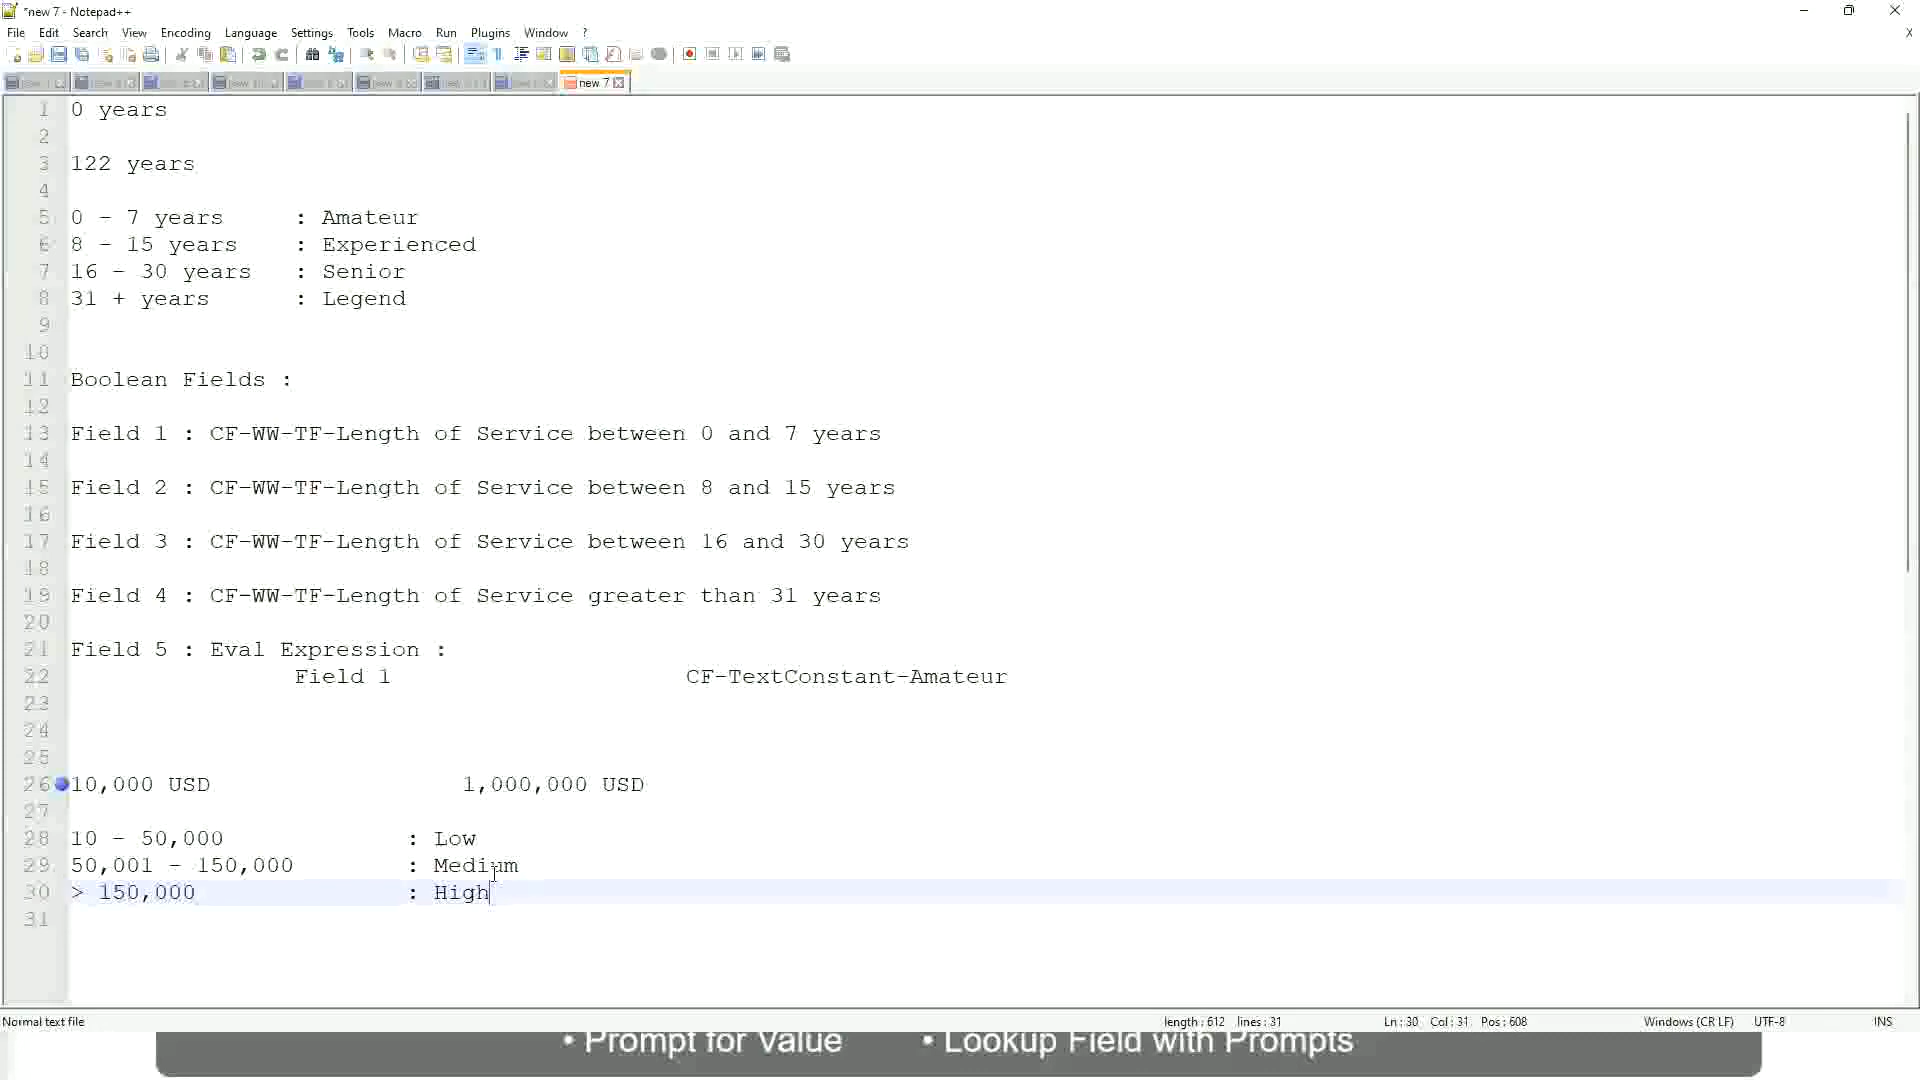 *new 7 - Notepad++
File Edit Search View Encoding Language Settings Tools Macro Run Plugins Window ? X
new 7
1 0 years
2
3 122 years
4
5 0 - 7 years : Amateur
6 8 - 15 years : Experienced
7 16 - 30 years : Senior
8 31 + years : Legend
9
10
11 Boolean Fields :
12
13 Field 1 : CF-WW-TF-Length of Service between 0 and 7 years
14
15 Field 2 : CF-WW-TF-Length of Service between 8 and 15 years
16
17 Field 3 : CF-WW-TF-Length of Service between 16 and 30 years
18
19 Field 4 : CF-WW-TF-Length of Service greater than 31 years
20
21 Field 5 : Eval Expression :
22 Field 1 CF-TextConstant-Amateur
23
24
25
26 10,000 USD 1,000,000 USD
27
28 10 - 50,000 : Low
29 50,001 - 150,000 : Medium
30 > 150,000 : High
31
Normal text file length : 612 lines : 31 Ln : 30 Col : 31 Pos : 608 Windows (CR LF) UTF-8 INS
• Prompt for Value • Lookup Field with Prompts